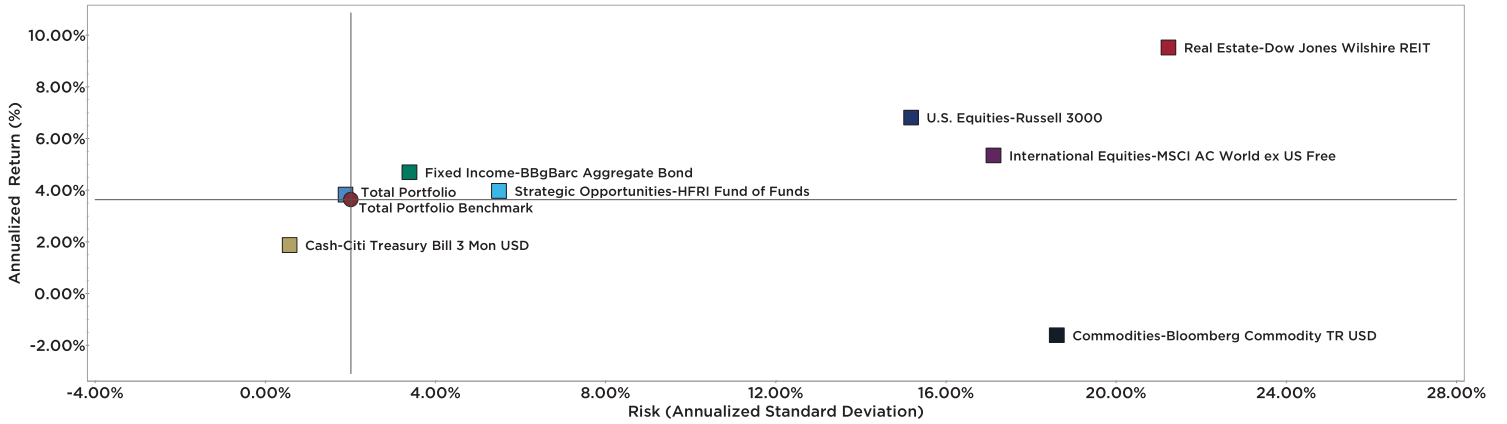 10.00%
Real Estate-Dow Jones Wilshire REIT
8.00%
U.S. Equities-Russell 3000
6.00%
International Equities-MSCI AC World ex US Free
Fixed Income-BBgBarc Aggregate Bond
4.00%
Total Portfolio
Strategic Opportunities-HFRI Fund of Funds
Total Portfolio Benchmark
2.00%
Cash-Citi Treasury Bill 3 Mon USD
0.00%
-2.00%
Commodities-Bloomberg Commodity TR USD
Annualized Return (%)
-4.00% 0.00% 4.00% 8.00% 12.00% 16.00% 20.00% 24.00% 28.00%
Risk (Annualized Standard Deviation)